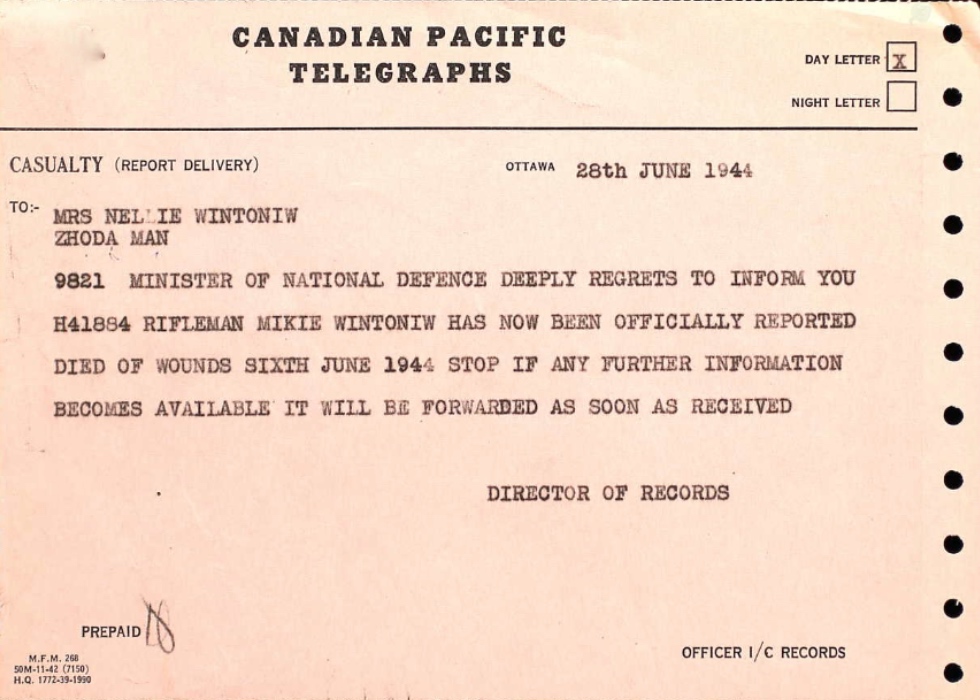 CANADIAN PACIFIC
TELEGRAPHS
DAY LETTER X
NIGHT LETTER
CASUALTY (REPORT DELIVERY)
OTTAWA 28th JUNE 1944
TO:- MRS NELLIE WINTONIW
ZHODA MAN
9821 MINISTER OF NATIONAL DEFENCE DEEPLY REGRETS TO INFORM YOU
H41884 RIFLEMAN MIKIE WINTONIW HAS NOW BEEN OFFICIALLY REPORTED
DIED OF WOUNDS SIXTH JUNE 1944 STOP IF ANY FURTHER INFORMATION
BECOMES AVAILABLE IT WILL BE FORWARDED AS SOON AS RECEIVED
DIRECTOR OF RECORDS
PREPAID
OFFICER I/C RECORDS
M.F.M. 268
50M-11-42 (7150)
H.Q. 1772-39-1990